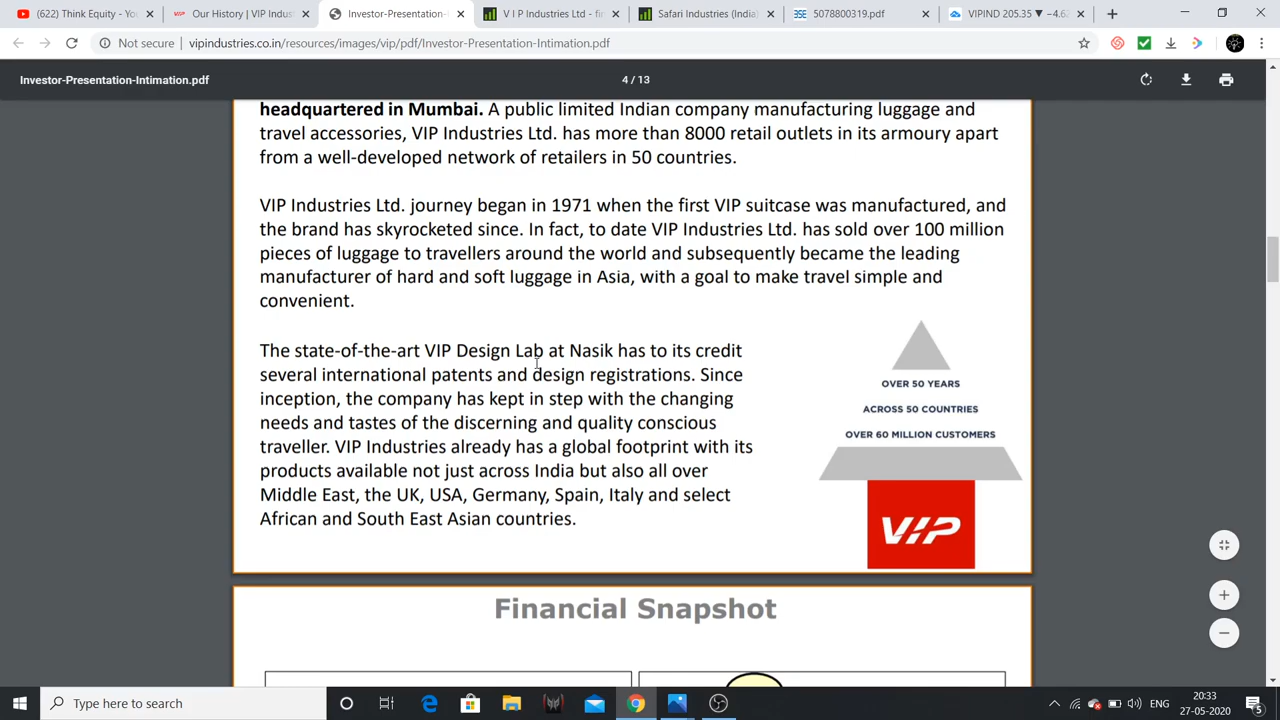 (622) Think Equity - Yo
Our History | VIP Indust
Investor-Presentation-In
V I P Industries Ltd - fin
Safari Industries (India)
5078800319.pdf
VIPIND 205.35 ▼ −4.62
Not secure
vipindustries.co.in/resources/images/vip/pdf/Investor-Presentation-Intimation.pdf
Investor-Presentation-Intimation.pdf
4 / 13
headquartered in Mumbai. A public limited Indian company manufacturing luggage and
travel accessories, VIP Industries Ltd. has more than 8000 retail outlets in its armoury apart
from a well-developed network of retailers in 50 countries.
VIP Industries Ltd. journey began in 1971 when the first VIP suitcase was manufactured, and
the brand has skyrocketed since. In fact, to date VIP Industries Ltd. has sold over 100 million
pieces of luggage to travellers around the world and subsequently became the leading
manufacturer of hard and soft luggage in Asia, with a goal to make travel simple and
convenient.
The state-of-the-art VIP Design Lab at Nasik has to its credit
several international patents and design registrations. Since
inception, the company has kept in step with the changing
needs and tastes of the discerning and quality conscious
traveller. VIP Industries already has a global footprint with its
products available not just across India but also all over
Middle East, the UK, USA, Germany, Spain, Italy and select
African and South East Asian countries.
OVER 50 YEARS
ACROSS 50 COUNTRIES
OVER 60 MILLION CUSTOMERS
VIP
Financial Snapshot
Type here to search
ENG
20:33
27-05-2020
5